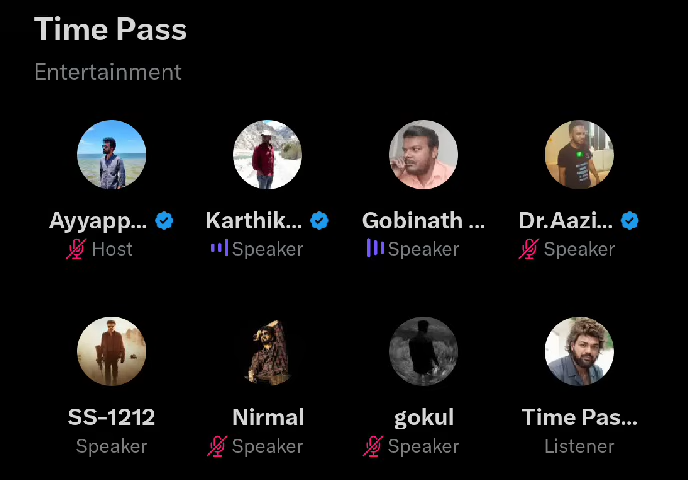 Time Pass
Entertainment
Ayyapp... Karthik... Gobinath ... Dr.Aazi...
Host Speaker Speaker Speaker
SS-1212 Nirmal gokul Time Pas...
Speaker Speaker Speaker Listener